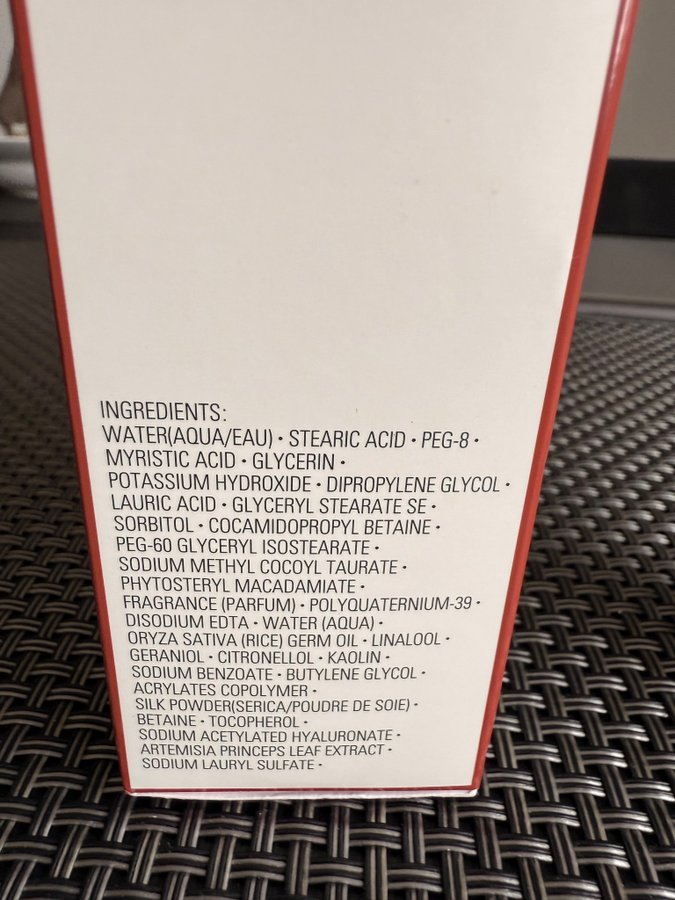 INGREDIENTS:
WATER(AQUA/EAU) • STEARIC ACID • PEG-8 •
MYRISTIC ACID • GLYCERIN •
POTASSIUM HYDROXIDE • DIPROPYLENE GLYCOL •
LAURIC ACID • GLYCERYL STEARATE SE •
SORBITOL • COCAMIDOPROPYL BETAINE •
PEG-60 GLYCERYL ISOSTEARATE •
SODIUM METHYL COCOYL TAURATE •
PHYTOSTERYL MACADAMIATE •
FRAGRANCE (PARFUM) • POLYQUATERNIUM-39 •
DISODIUM EDTA • WATER (AQUA) •
ORYZA SATIVA (RICE) GERM OIL • LINALOOL •
GERANIOL • CITRONELLOL • KAOLIN •
SODIUM BENZOATE • BUTYLENE GLYCOL •
ACRYLATES COPOLYMER •
SILK POWDER(SERICA/POUDRE DE SOIE) •
BETAINE • TOCOPHEROL •
SODIUM ACETYLATED HYALURONATE •
ARTEMISIA PRINCEPS LEAF EXTRACT •
SODIUM LAURYL SULFATE •